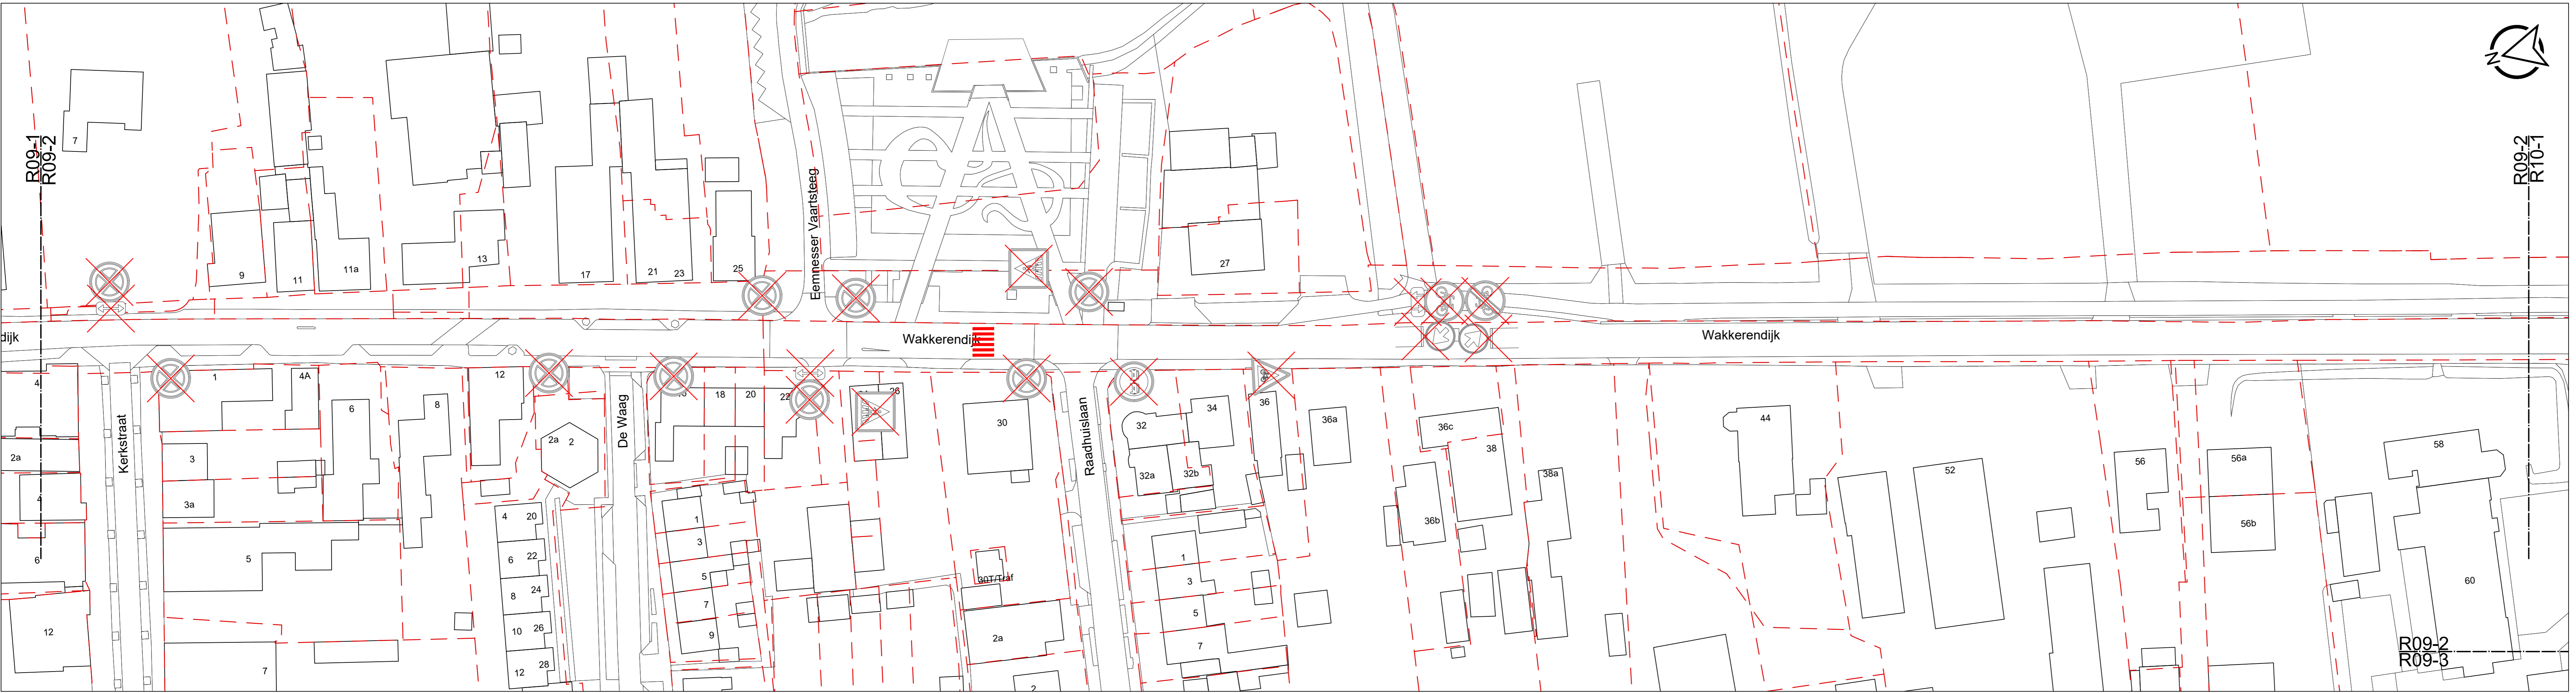 N
R09-1
R09-2
R09-2
R10-1
7
9
11
11a
13
17
21
23
25
27
Eemnesser Vaartsteeg
dijk
Wakkerendijk
Wakkerendijk
4
2a
4
6
12
Kerkstraat
1
4A
6
8
12
3
3a
5
7
2a
2
De Waag
4
20
6
22
8
24
10
26
12
28
18
20
22
26
1
3
5
7
9
30
30T/Traf
2a
2
Raadhuislaan
32
34
32a
32b
36
36a
1
3
5
7
36c
38
36b
38a
44
52
56
56a
56b
58
60
R09-2
R09-3